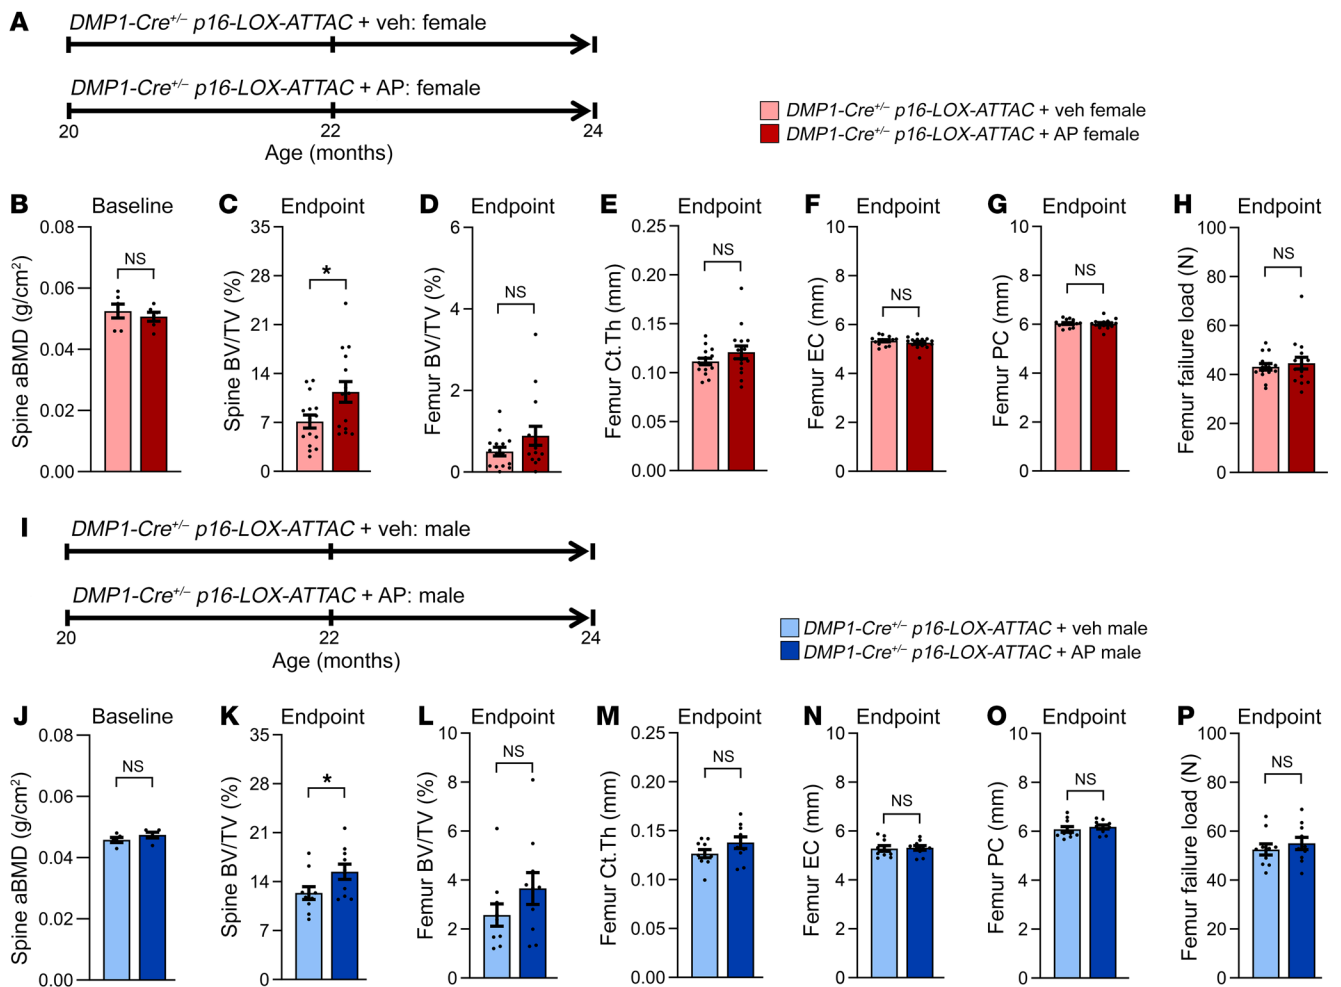 A
DMP1-Cre+/– p16-LOX-ATTAC + veh: female
DMP1-Cre+/– p16-LOX-ATTAC + AP: female
20 22 24
Age (months)
DMP1-Cre+/– p16-LOX-ATTAC + veh female
DMP1-Cre+/– p16-LOX-ATTAC + AP female
B Baseline
Spine aBMD (g/cm²)
0.08
0.06
0.04
0.02
0.00
NS
C Endpoint
Spine BV/TV (%)
35
28
21
14
7
0
*
D Endpoint
Femur BV/TV (%)
6
4
2
0
NS
E Endpoint
Femur Ct.Th (mm)
0.25
0.20
0.15
0.10
0.05
0.00
NS
F Endpoint
Femur EC (mm)
10
8
6
4
2
0
NS
G Endpoint
Femur PC (mm)
10
8
6
4
2
0
NS
H Endpoint
Femur failure load (N)
100
80
60
40
20
0
NS
I
DMP1-Cre+/– p16-LOX-ATTAC + veh: male
DMP1-Cre+/– p16-LOX-ATTAC + AP: male
20 22 24
Age (months)
DMP1-Cre+/– p16-LOX-ATTAC + veh male
DMP1-Cre+/– p16-LOX-ATTAC + AP male
J Baseline
Spine aBMD (g/cm²)
0.08
0.06
0.04
0.02
0.00
NS
K Endpoint
Spine BV/TV (%)
35
28
21
14
7
0
*
L Endpoint
Femur BV/TV (%)
10
8
6
4
2
0
NS
M Endpoint
Femur Ct.Th (mm)
0.25
0.20
0.15
0.10
0.05
0.00
NS
N Endpoint
Femur EC (mm)
10
8
6
4
2
0
NS
O Endpoint
Femur PC (mm)
10
8
6
4
2
0
NS
P Endpoint
Femur failure load (N)
100
80
60
40
20
0
NS